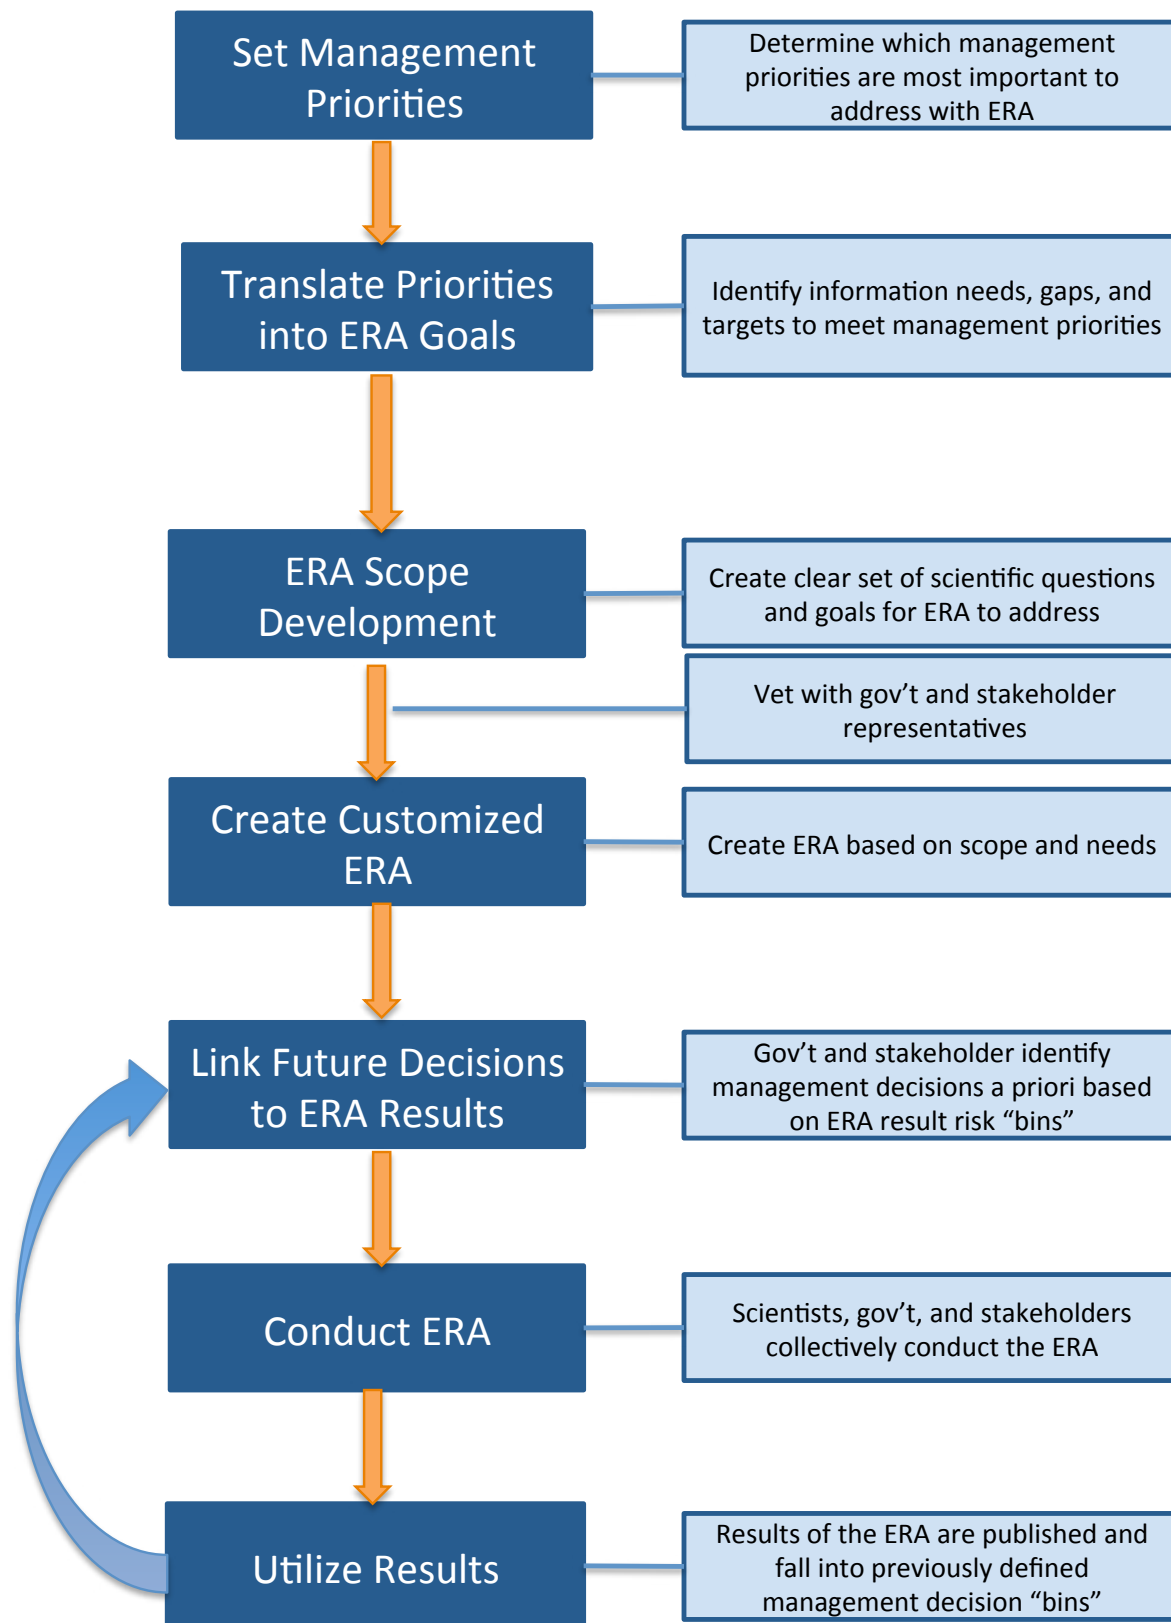 Set Management
Priorities
Determine which management
priorities are most important to
address with ERA
Translate Priorities
into ERA Goals
Identify information needs, gaps, and
targets to meet management priorities
ERA Scope
Development
Create clear set of scientific questions
and goals for ERA to address
Vet with gov't and stakeholder
representatives
Create Customized
ERA
Create ERA based on scope and needs
Link Future Decisions
to ERA Results
Gov't and stakeholder identify
management decisions a priori based
on ERA result risk “bins”
Conduct ERA
Scientists, gov't, and stakeholders
collectively conduct the ERA
Utilize Results
Results of the ERA are published and
fall into previously defined
management decision “bins”